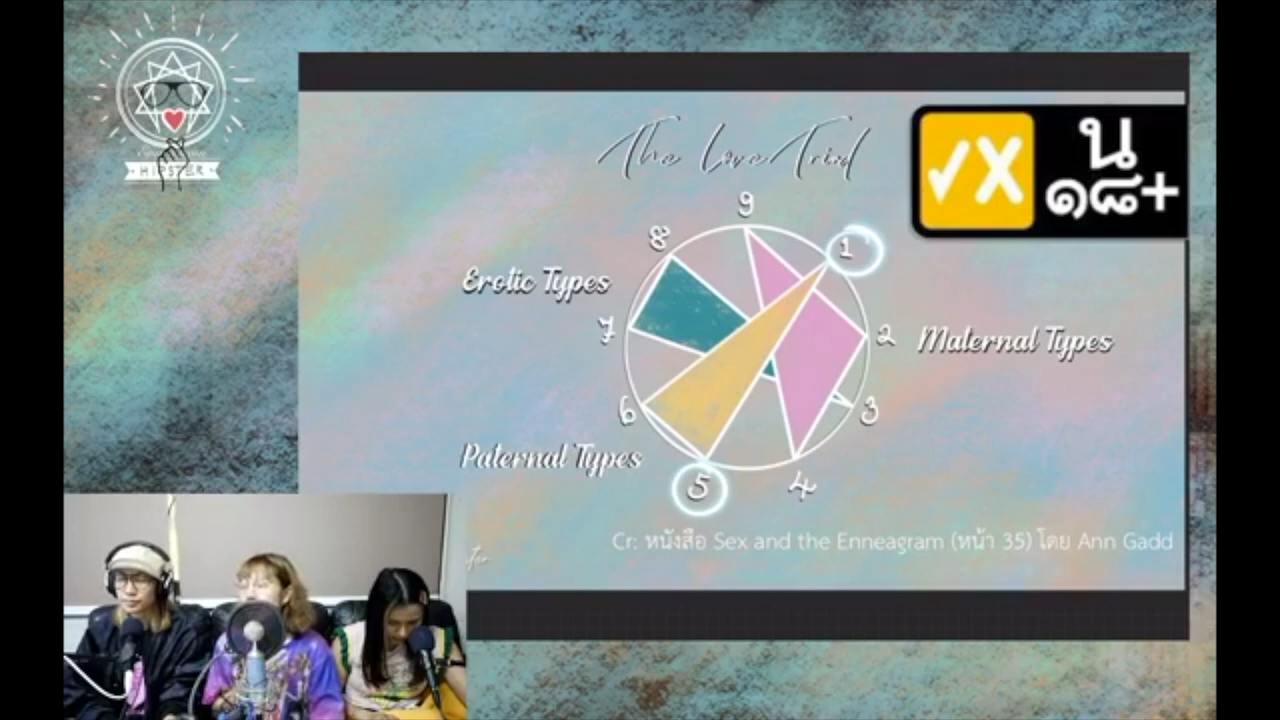 HIPSTER
The Love Triad
√X
น
๑๘+
9
8
1
Erotic Types
7
2
Maternal Types
6
3
Paternal Types
5
4
Cr: หนังสือ Sex and the Enneagram (หน้า 35) โดย Ann Gadd